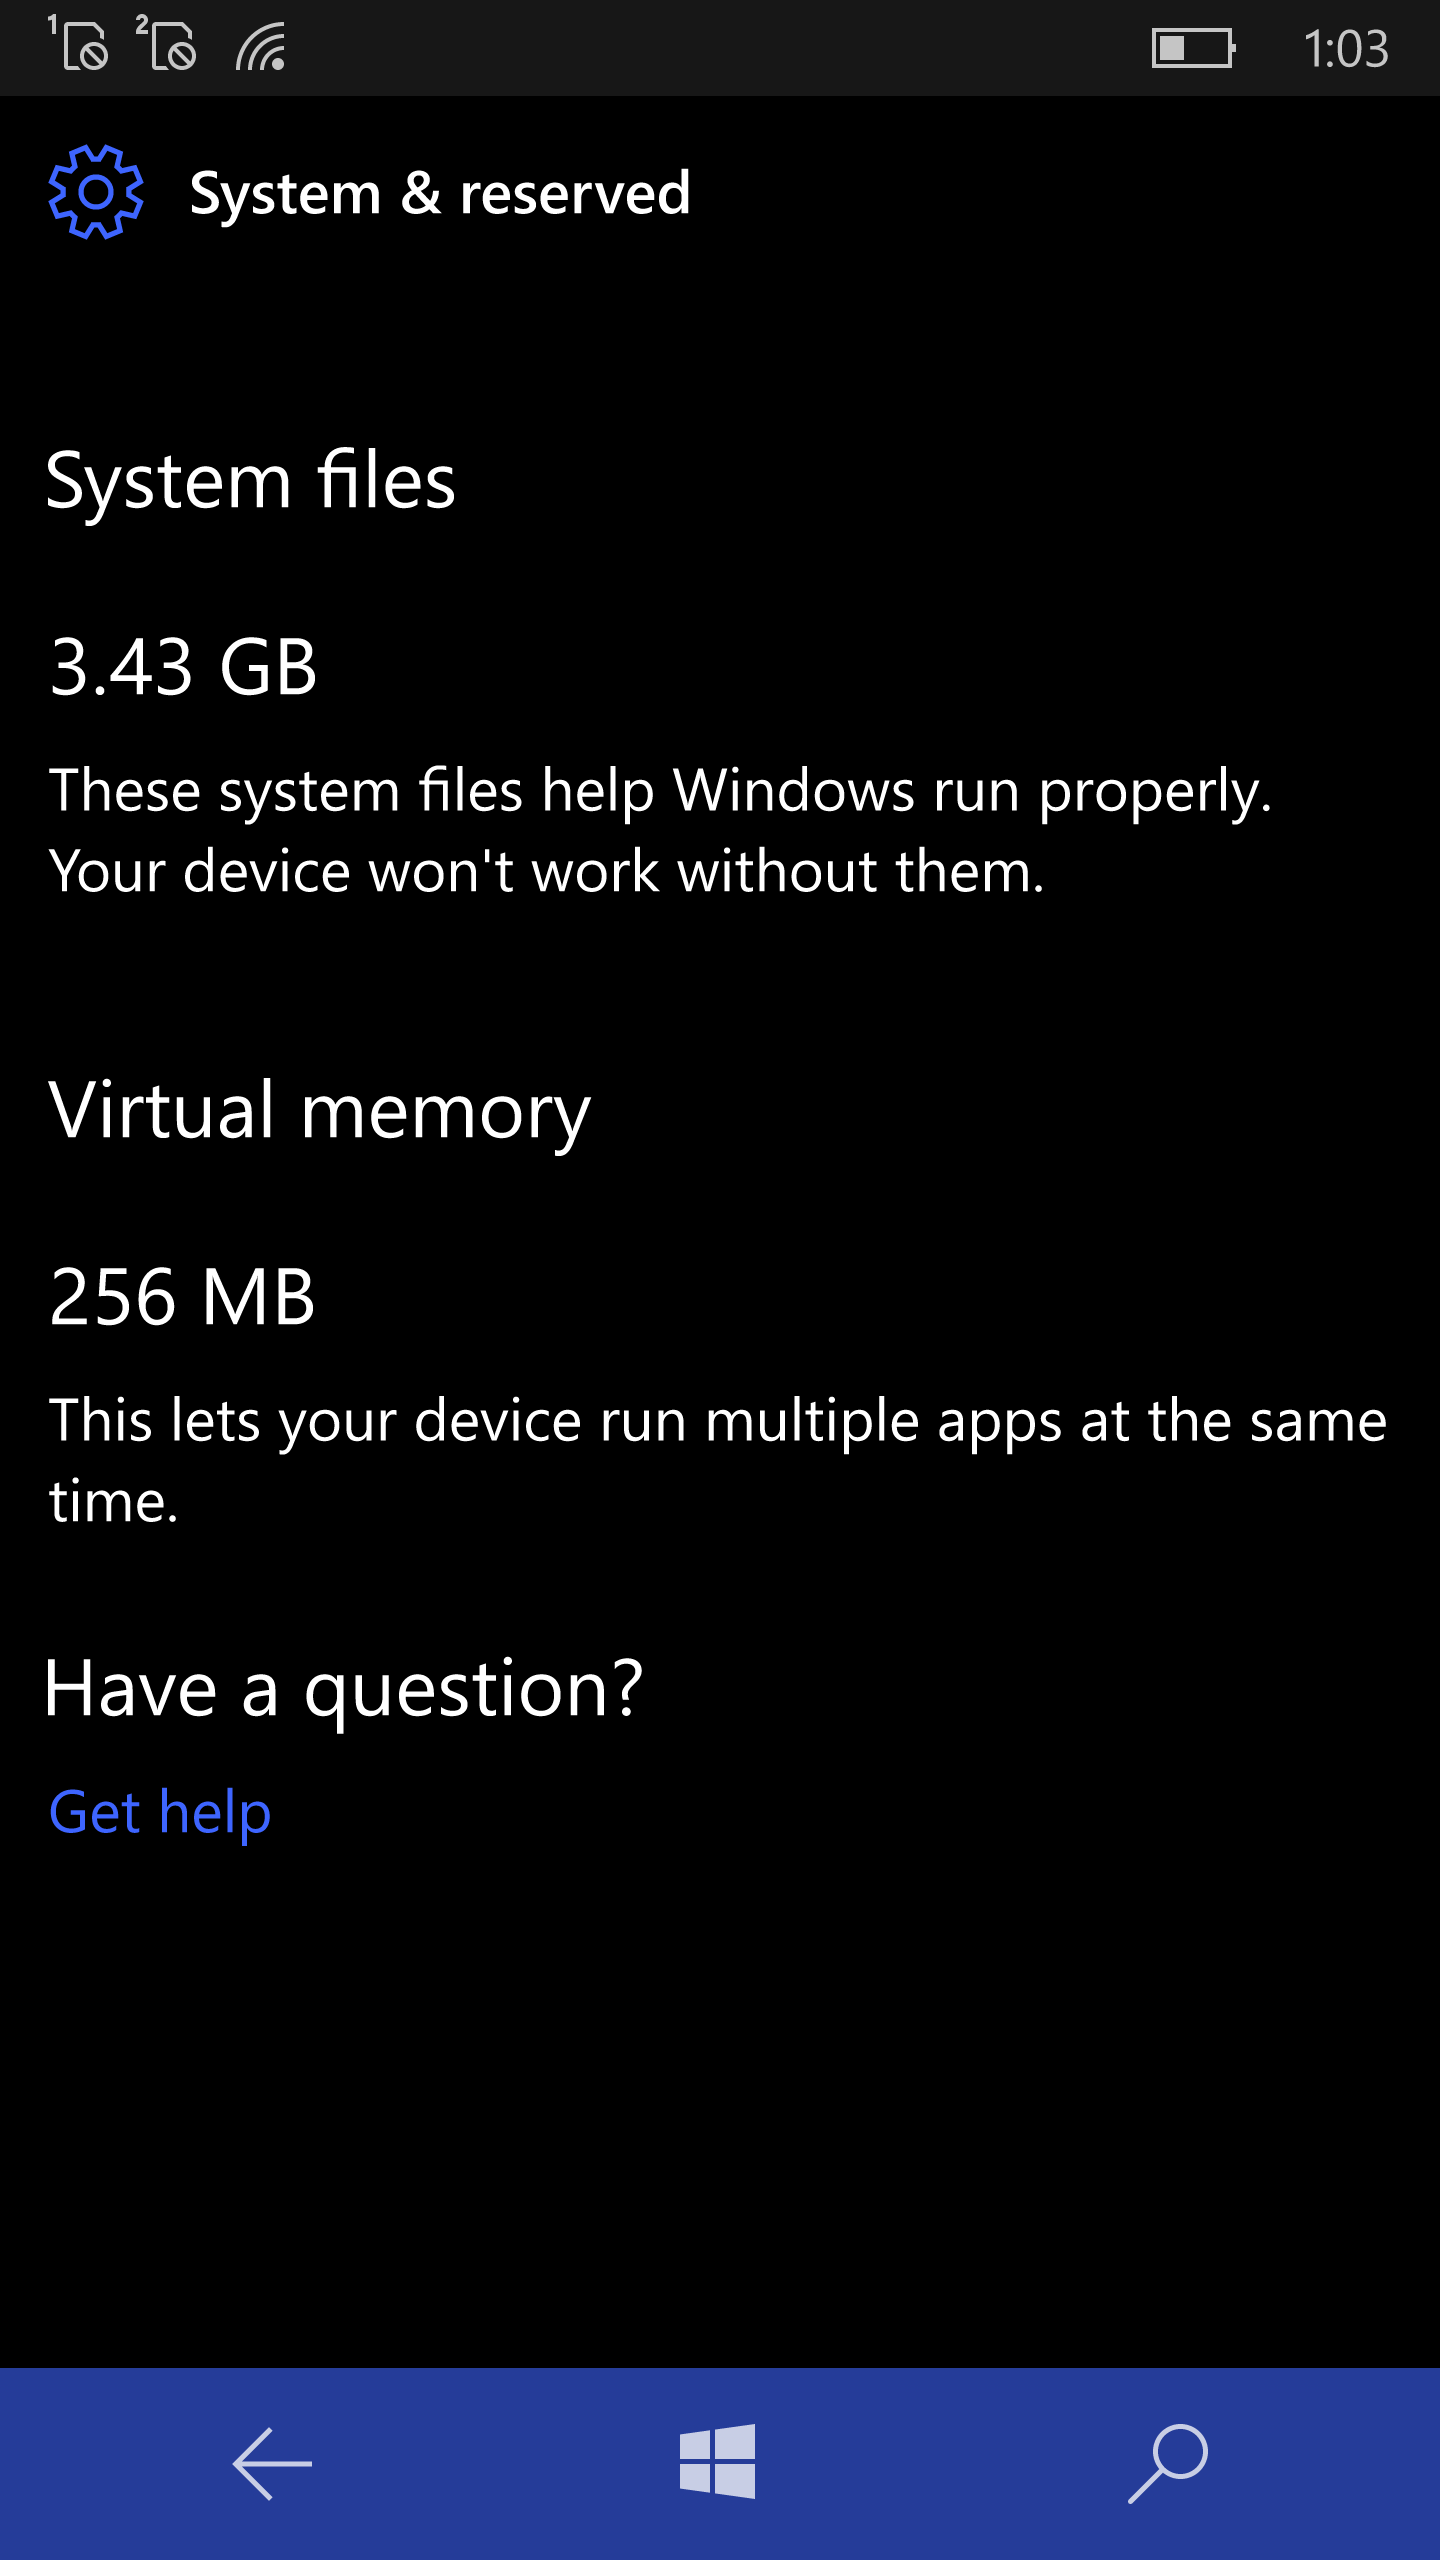 1 2 1:03
System & reserved
System files
3.43 GB
These system files help Windows run properly.
Your device won't work without them.
Virtual memory
256 MB
This lets your device run multiple apps at the same
time.
Have a question?
Get help